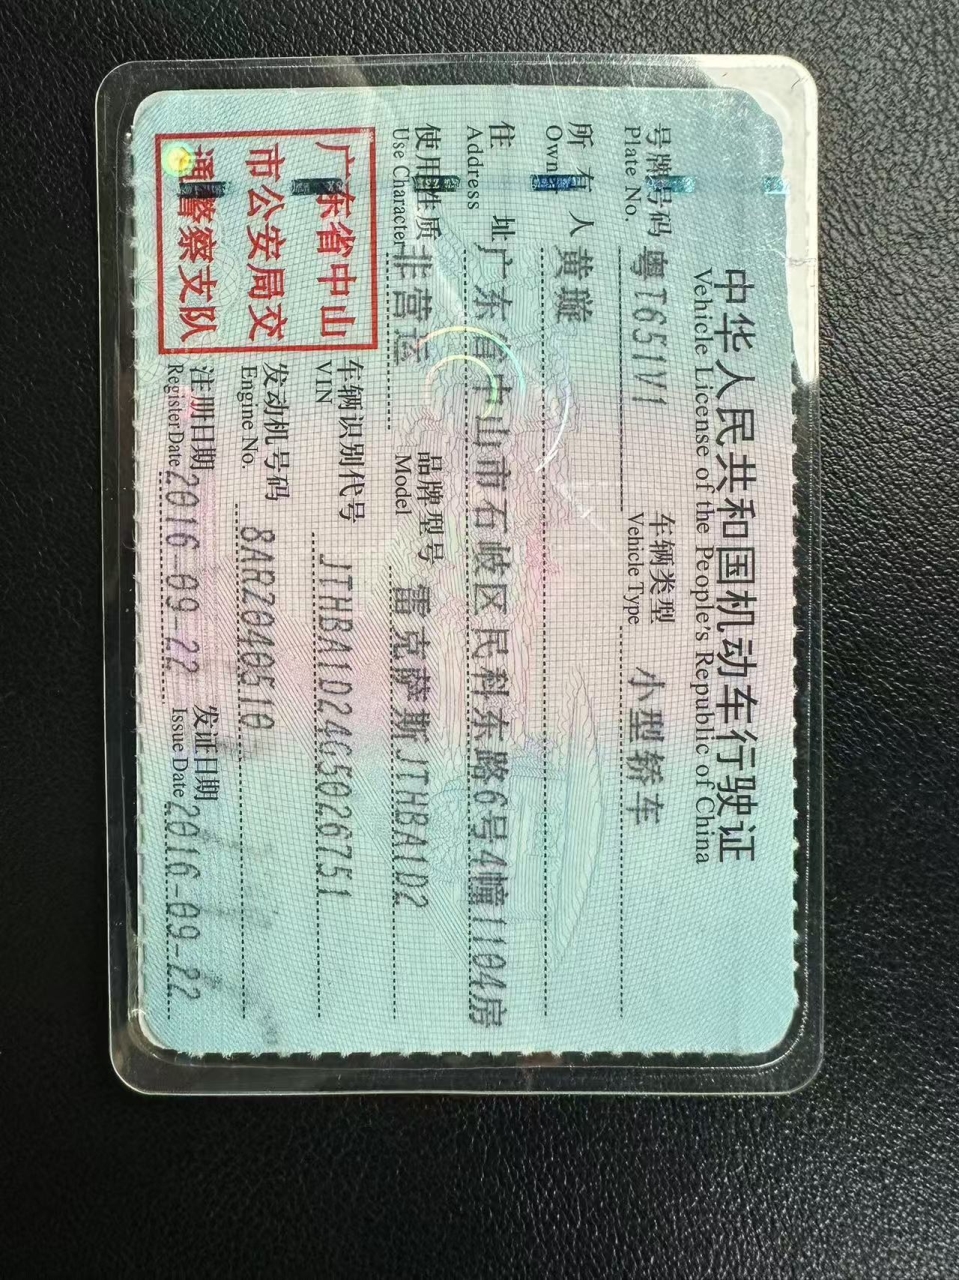 中华人民共和国机动车行驶证
Vehicle License of the People's Republic of China
号牌号码 粤T651V1 车辆类型 小型轿车
Plate No. Vehicle Type
所有人 黄璇
Owner
住址 广东省中山市石岐区民科东路6号4幢1104房
Address
使用性质 非营运 品牌型号 雷克萨斯JTHBA1D2
Use Character Model
广东省中山
市公安局交
通警察支队
车辆识别代号 JTHBA1D24G5026751
VIN
发动机号码 8ARZ040510
Engine No.
注册日期 2016-09-22 发证日期 2016-09-22
Register Date Issue Date